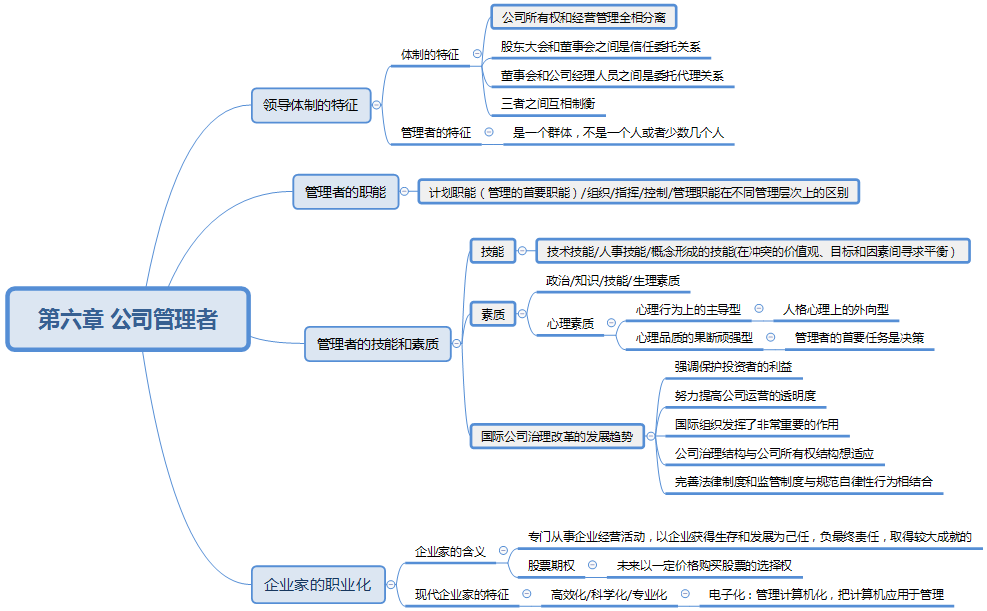 第六章 公司管理者
领导体制的特征
体制的特征
公司所有权和经营管理全相分离
股东大会和董事会之间是信任委托关系
董事会和公司经理人员之间是委托代理关系
三者之间互相制衡
管理者的特征
是一个群体，不是一个人或者少数几个人
管理者的职能
计划职能（管理的首要职能）/组织/指挥/控制/管理职能在不同管理层次上的区别
管理者的技能和素质
技能
技术技能/人事技能/概念形成的技能(在冲突的价值观、目标和因素间寻求平衡）
素质
政治/知识/技能/生理素质
心理素质
心理行为上的主导型
人格心理上的外向型
心理品质的果断顽强型
管理者的首要任务是决策
国际公司治理改革的发展趋势
强调保护投资者的利益
努力提高公司运营的透明度
国际组织发挥了非常重要的作用
公司治理结构与公司所有权结构想适应
完善法律制度和监管制度与规范自律性行为相结合
企业家的职业化
企业家的含义
专门从事企业经营活动，以企业获得生存和发展为己任，负最终责任，取得较大成就的
股票期权
未来以一定价格购买股票的选择权
现代企业家的特征
高效化/科学化/专业化
电子化：管理计算机化，把计算机应用于管理